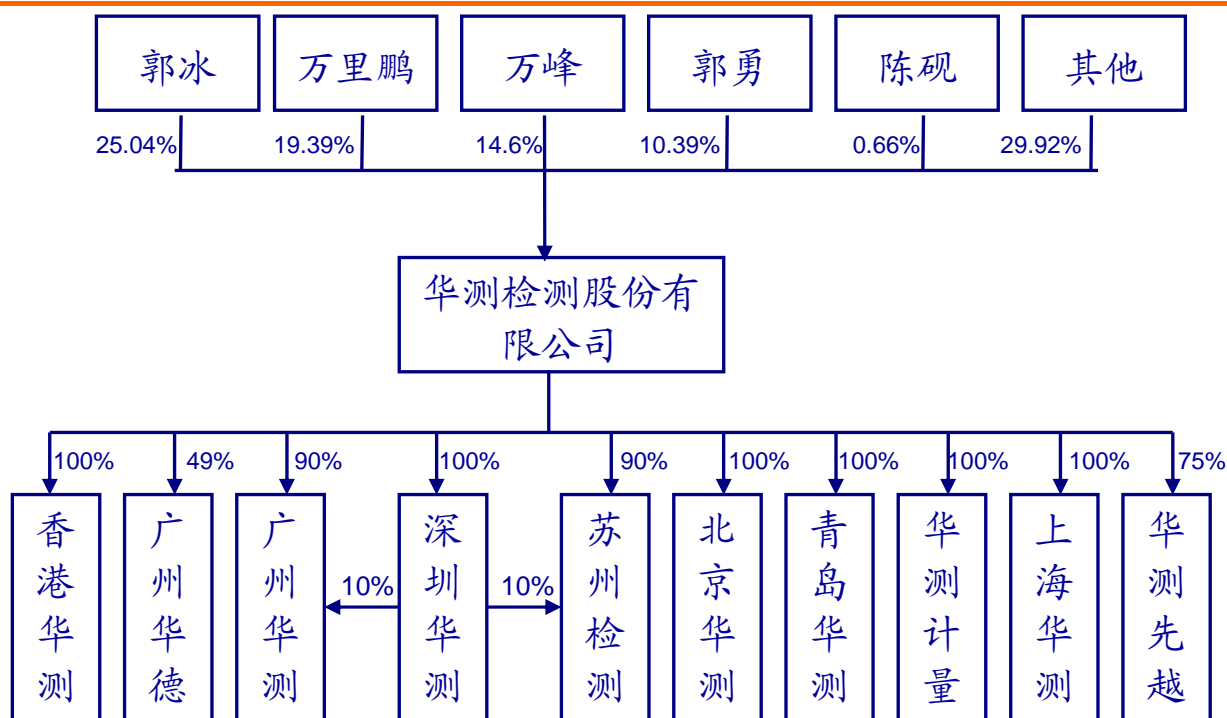 郭冰
万里鹏
万峰
郭勇
陈砚
其他
25.04%
19.39%
14.6%
10.39%
0.66%
29.92%
华测检测股份有
限公司
100%
49%
90%
100%
90%
100%
100%
100%
100%
75%
香港华测
广州华德
广州华测
10%
深圳华测
10%
苏州检测
北京华测
青岛华测
华测计量
上海华测
华测先越